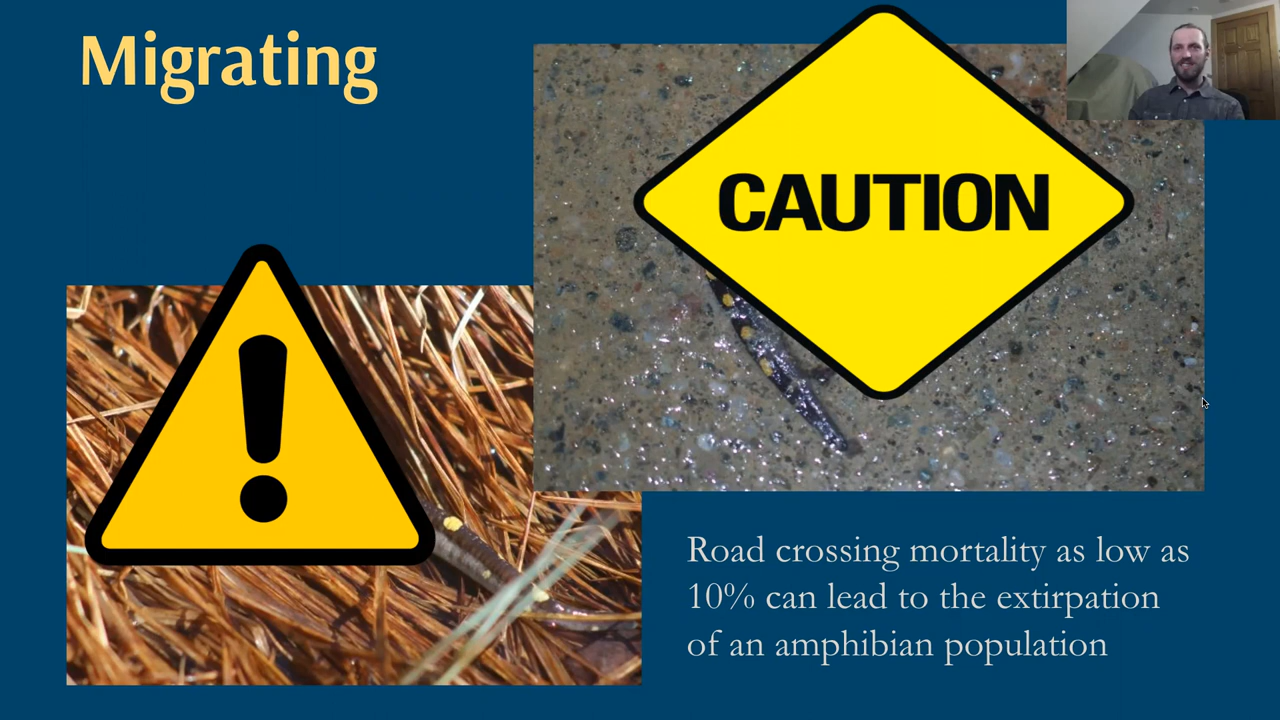 Migrating
CAUTION
Road crossing mortality as low as
10% can lead to the extirpation
of an amphibian population